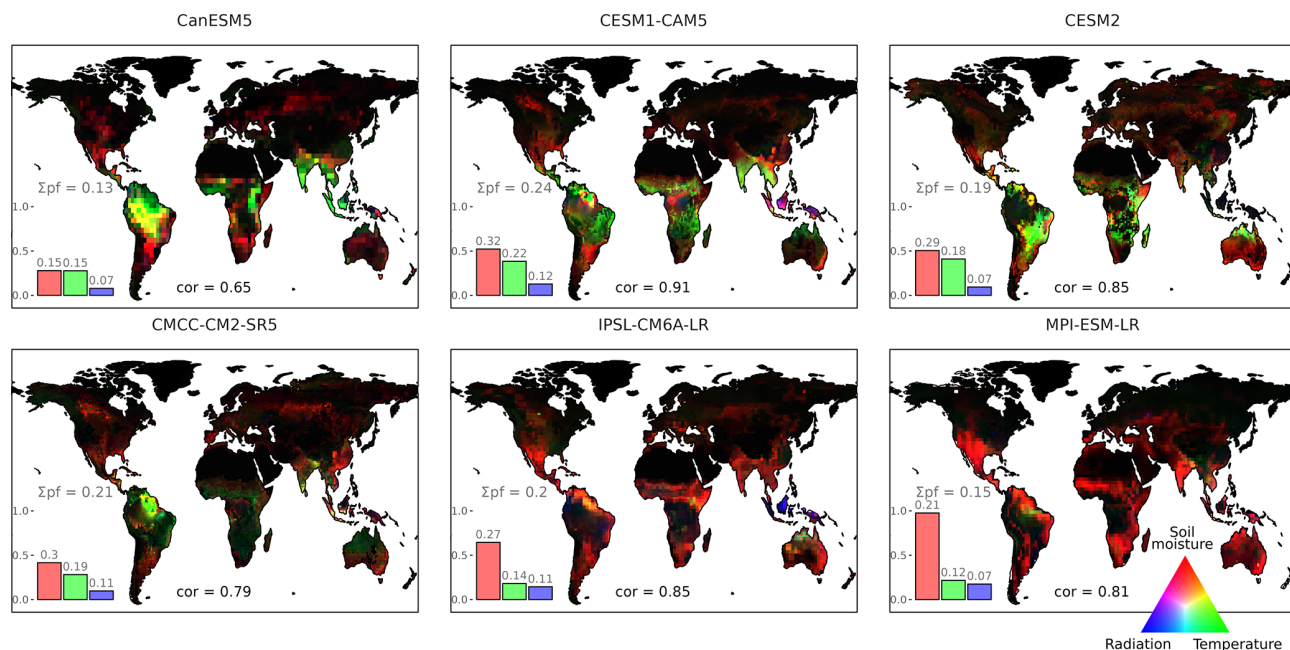 CanESM5
Σpf = 0.13
1.0
0.5
0.0
0.15 0.15
0.07
cor = 0.65
CESM1-CAM5
Σpf = 0.24
1.0
0.5
0.0
0.32
0.22
0.12
cor = 0.91
CESM2
Σpf = 0.19
1.0
0.5
0.0
0.29
0.18
0.07
cor = 0.85
CMCC-CM2-SR5
Σpf = 0.21
1.0
0.5
0.0
0.3
0.19
0.11
cor = 0.79
IPSL-CM6A-LR
Σpf = 0.2
1.0
0.5
0.0
0.27
0.14
0.11
cor = 0.85
MPI-ESM-LR
Σpf = 0.15
1.0
0.5
0.0
0.21
0.12
0.07
cor = 0.81
Soil
moisture
Radiation Temperature